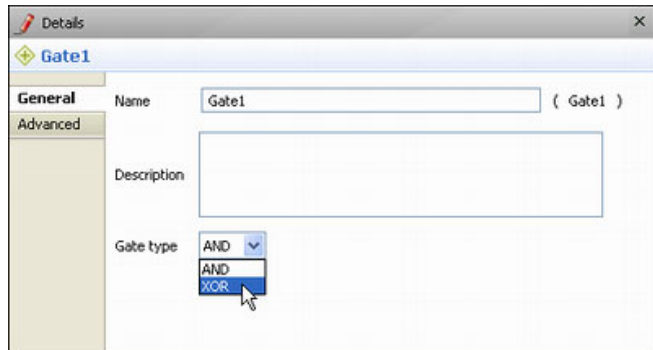 Details
Gate1
General
Advanced
Name
Gate1
( Gate1 )
Description
Gate type
AND
AND
XOR